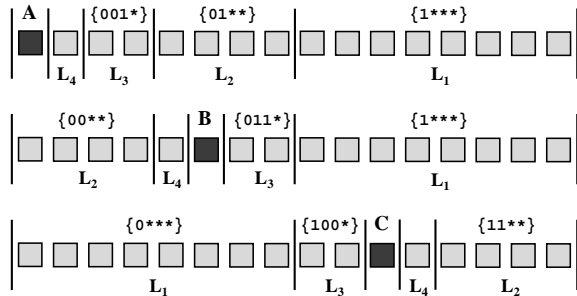 A {001*} {01**} {1***}
L4 L3 L2 L1
{00**} B {011*} {1***}
L2 L4 L3 L1
{0***} {100*} C {11**}
L1 L3 L4 L2